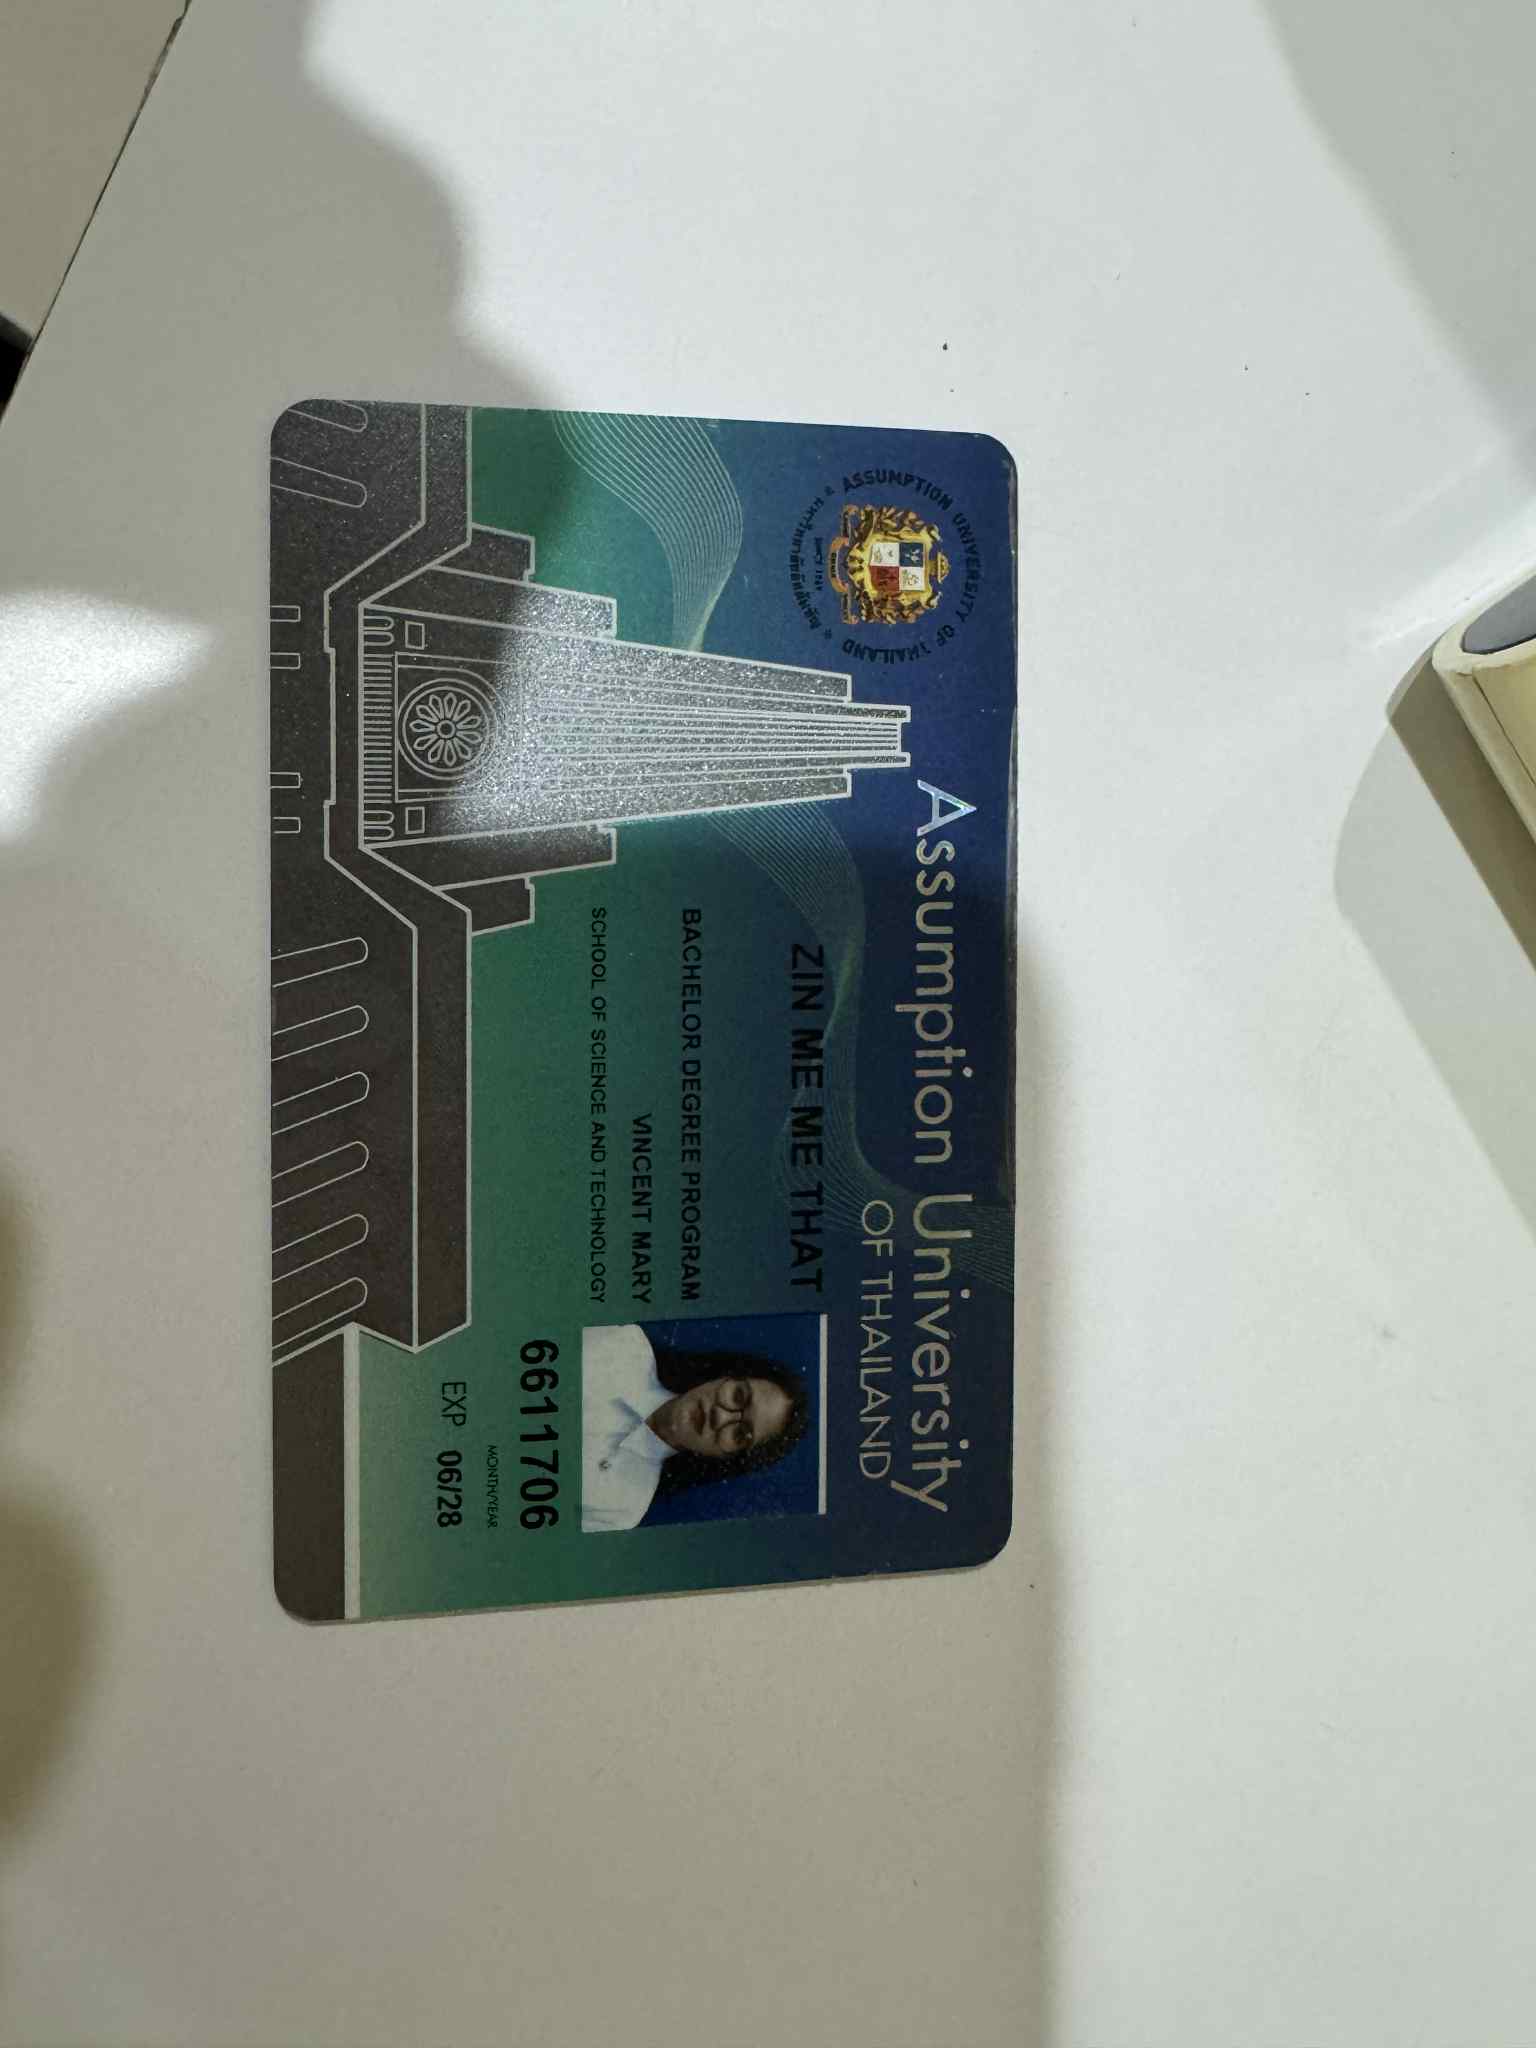 ASSUMPTION UNIVERSITY OF THAILAND
มหาวิทยาลัยอัสสัมชัญ
SINCE 1969
Assumption University
OF THAILAND
ZIN ME ME THAT
BACHELOR DEGREE PROGRAM
VINCENT MARY
SCHOOL OF SCIENCE AND TECHNOLOGY
6611706
MONTH/YEAR
EXP 06/28